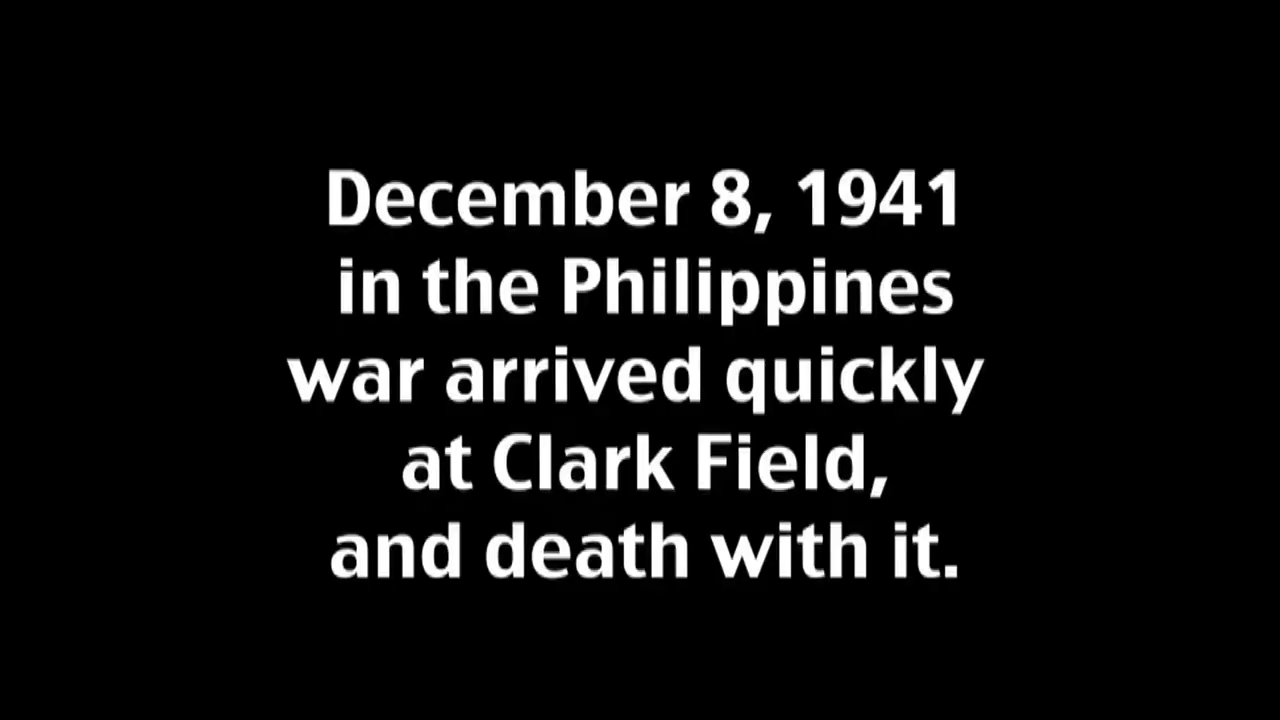 December 8, 1941
in the Philippines
war arrived quickly
at Clark Field,
and death with it.